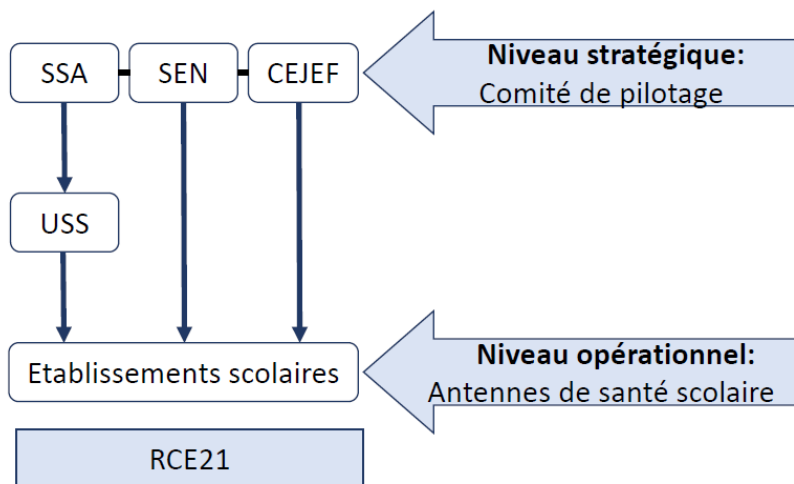 SSA
SEN
CEJEF
Niveau stratégique:
Comité de pilotage
USS
Etablissements scolaires
Niveau opérationnel:
Antennes de santé scolaire
RCE21